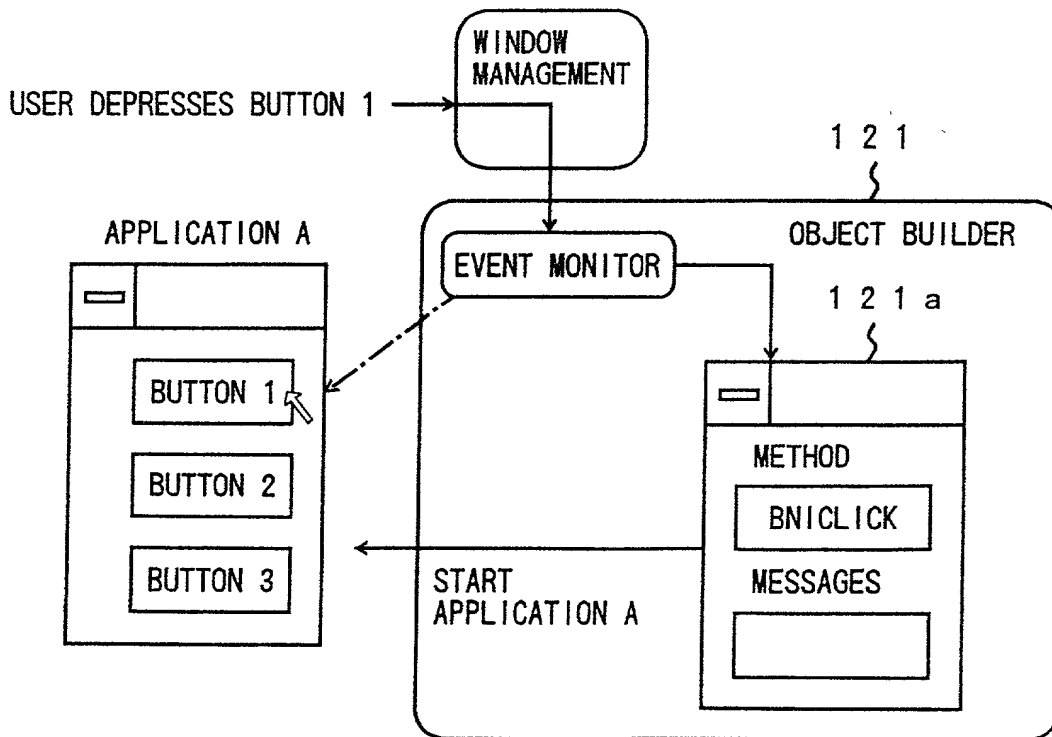 WINDOW
MANAGEMENT
USER DEPRESSES BUTTON 1
1 2 1
OBJECT BUILDER
APPLICATION A
EVENT MONITOR
1 2 1 a
BUTTON 1
BUTTON 2
BUTTON 3
METHOD
BNICLICK
MESSAGES
START
APPLICATION A